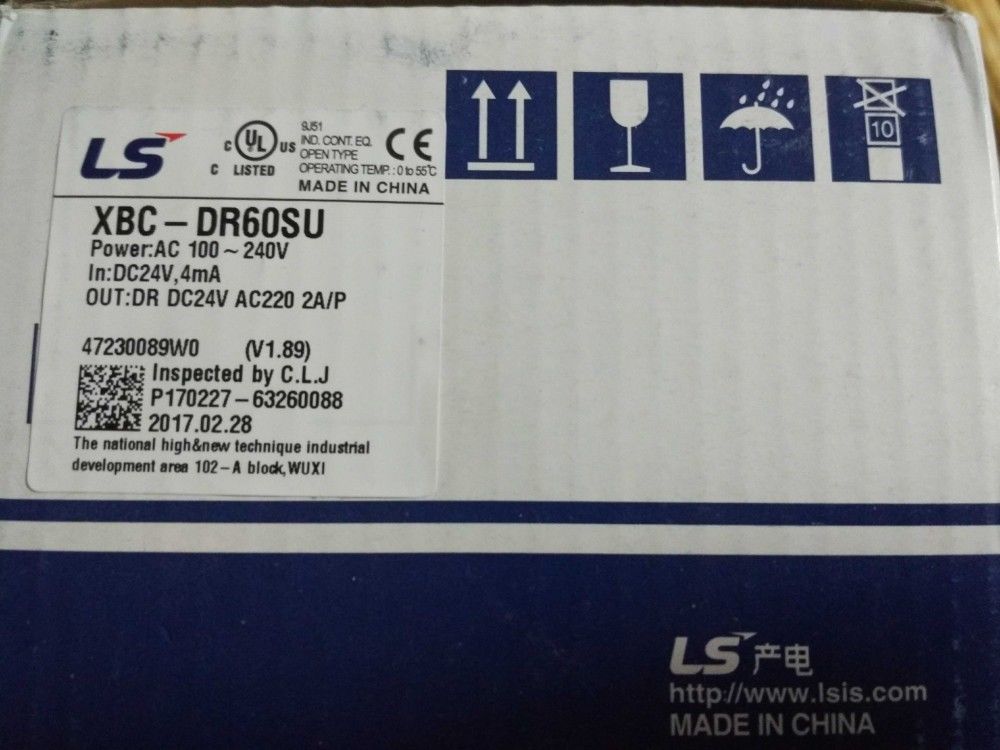 LS
C UL US
C LISTED
9J51
IND. CONT. EQ.
OPEN TYPE
OPERATING TEMP. : 0 to 55℃
CE
MADE IN CHINA
10
XBC-DR60SU
Power:AC 100~240V
In:DC24V,4mA
OUT:DR DC24V AC220 2A/P
47230089W0 (V1.89)
Inspected by C.L.J
P170227-63260088
2017.02.28
The national high&new technique industrial
development area 102-A block,WUXI
LS 产电
http://www.lsis.com
MADE IN CHINA